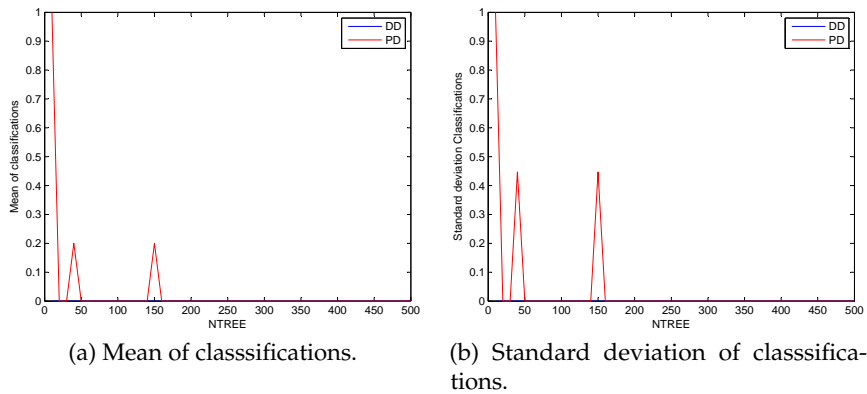 1
0.9
0.8
0.7
0.6
0.5
0.4
0.3
0.2
0.1
0
Mean of classifications
DD
PD
0 50 100 150 200 250 300 350 400 450 500
NTREE
(a) Mean of classsifications.
1
0.9
0.8
0.7
0.6
0.5
0.4
0.3
0.2
0.1
0
Standard deviation Classifications
DD
PD
0 50 100 150 200 250 300 350 400 450 500
NTREE
(b) Standard deviation of classsifica-
tions.